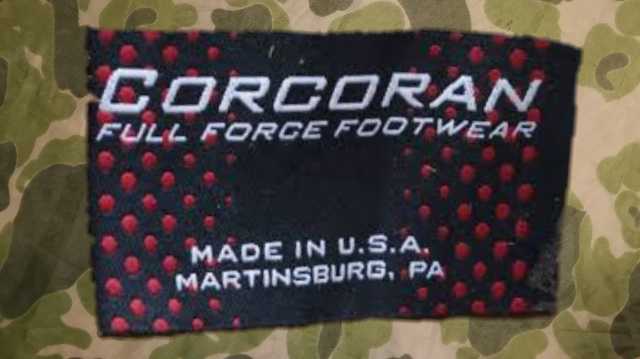 CORCORAN
FULL FORCE FOOTWEAR
MADE IN U.S.A.
MARTINSBURG, PA